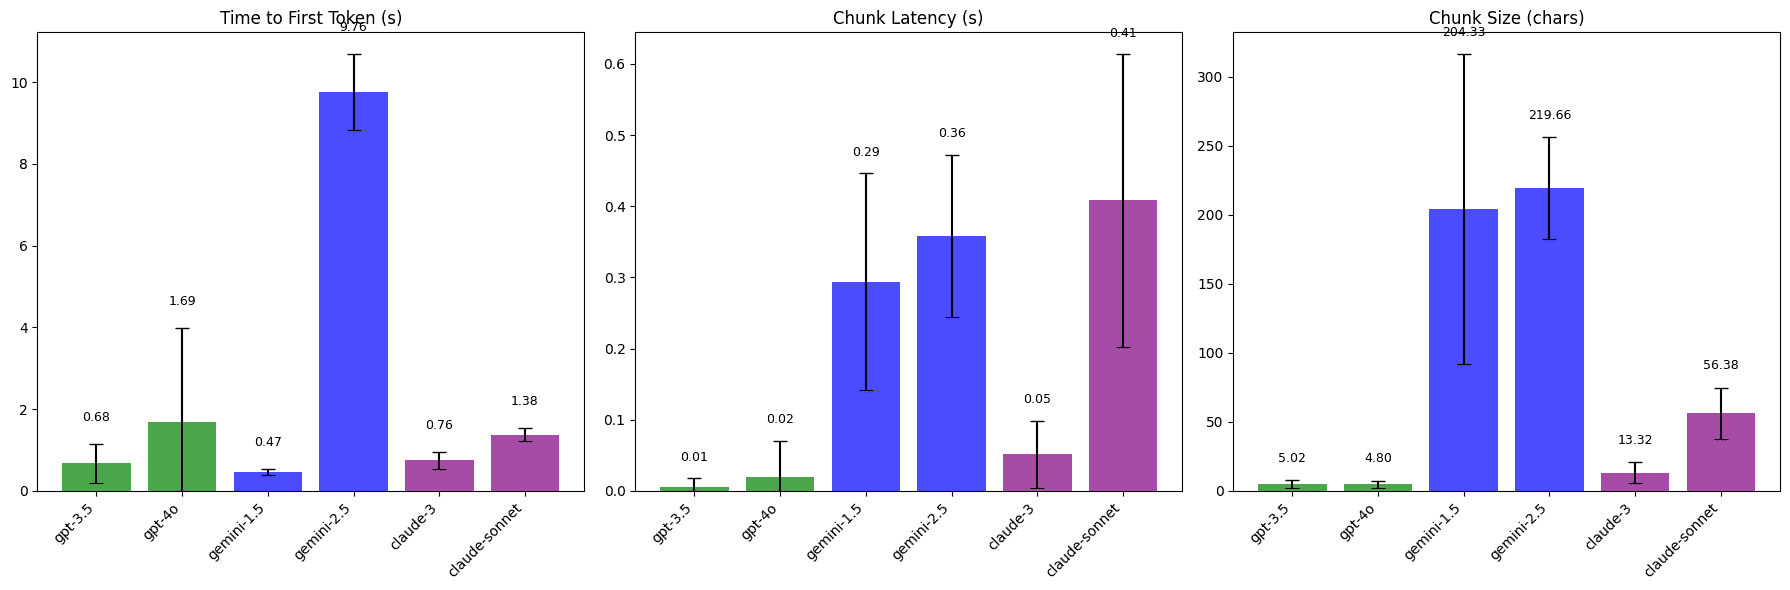 Time to First Token (s)
9.76
10
8
6
4
2
0
1.69
0.68
0.47
0.76
1.38
gpt-3.5
gpt-4o
gemini-1.5
gemini-2.5
claude-3
claude-sonnet
Chunk Latency (s)
0.41
0.6
0.5
0.4
0.3
0.2
0.1
0.0
0.01
0.02
0.29
0.36
0.05
gpt-3.5
gpt-4o
gemini-1.5
gemini-2.5
claude-3
claude-sonnet
Chunk Size (chars)
204.33
300
250
200
150
100
50
0
5.02
4.80
219.66
13.32
56.38
gpt-3.5
gpt-4o
gemini-1.5
gemini-2.5
claude-3
claude-sonnet